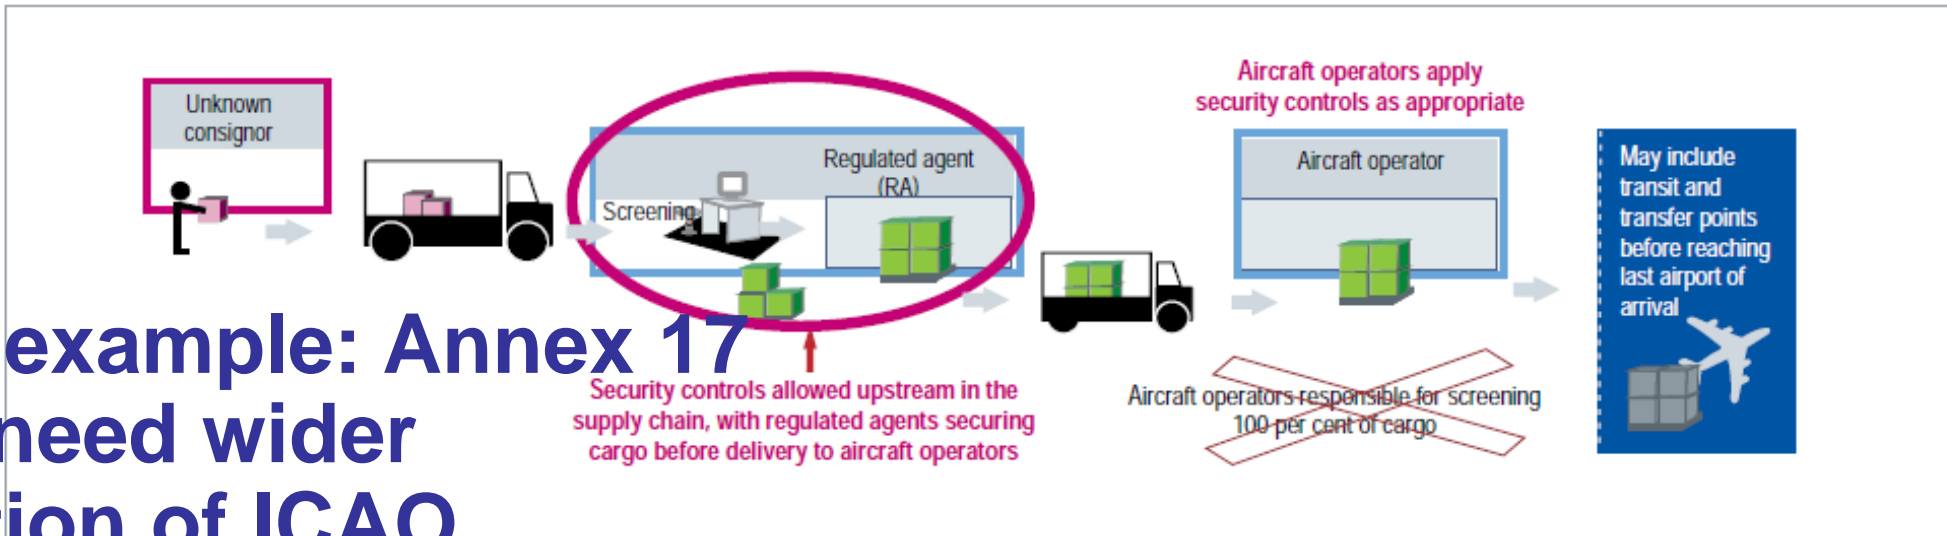 Unknown
consignor
Screening
Regulated agent
(RA)
Aircraft operators apply
security controls as appropriate
Aircraft operator
May include
transit and
transfer points
before reaching
last airport of
arrival
Security controls allowed upstream in the
supply chain, with regulated agents securing
cargo before delivery to aircraft operators
Aircraft operators responsible for screening
100 per cent of cargo
example: Annex 17
need wider
of ICAO